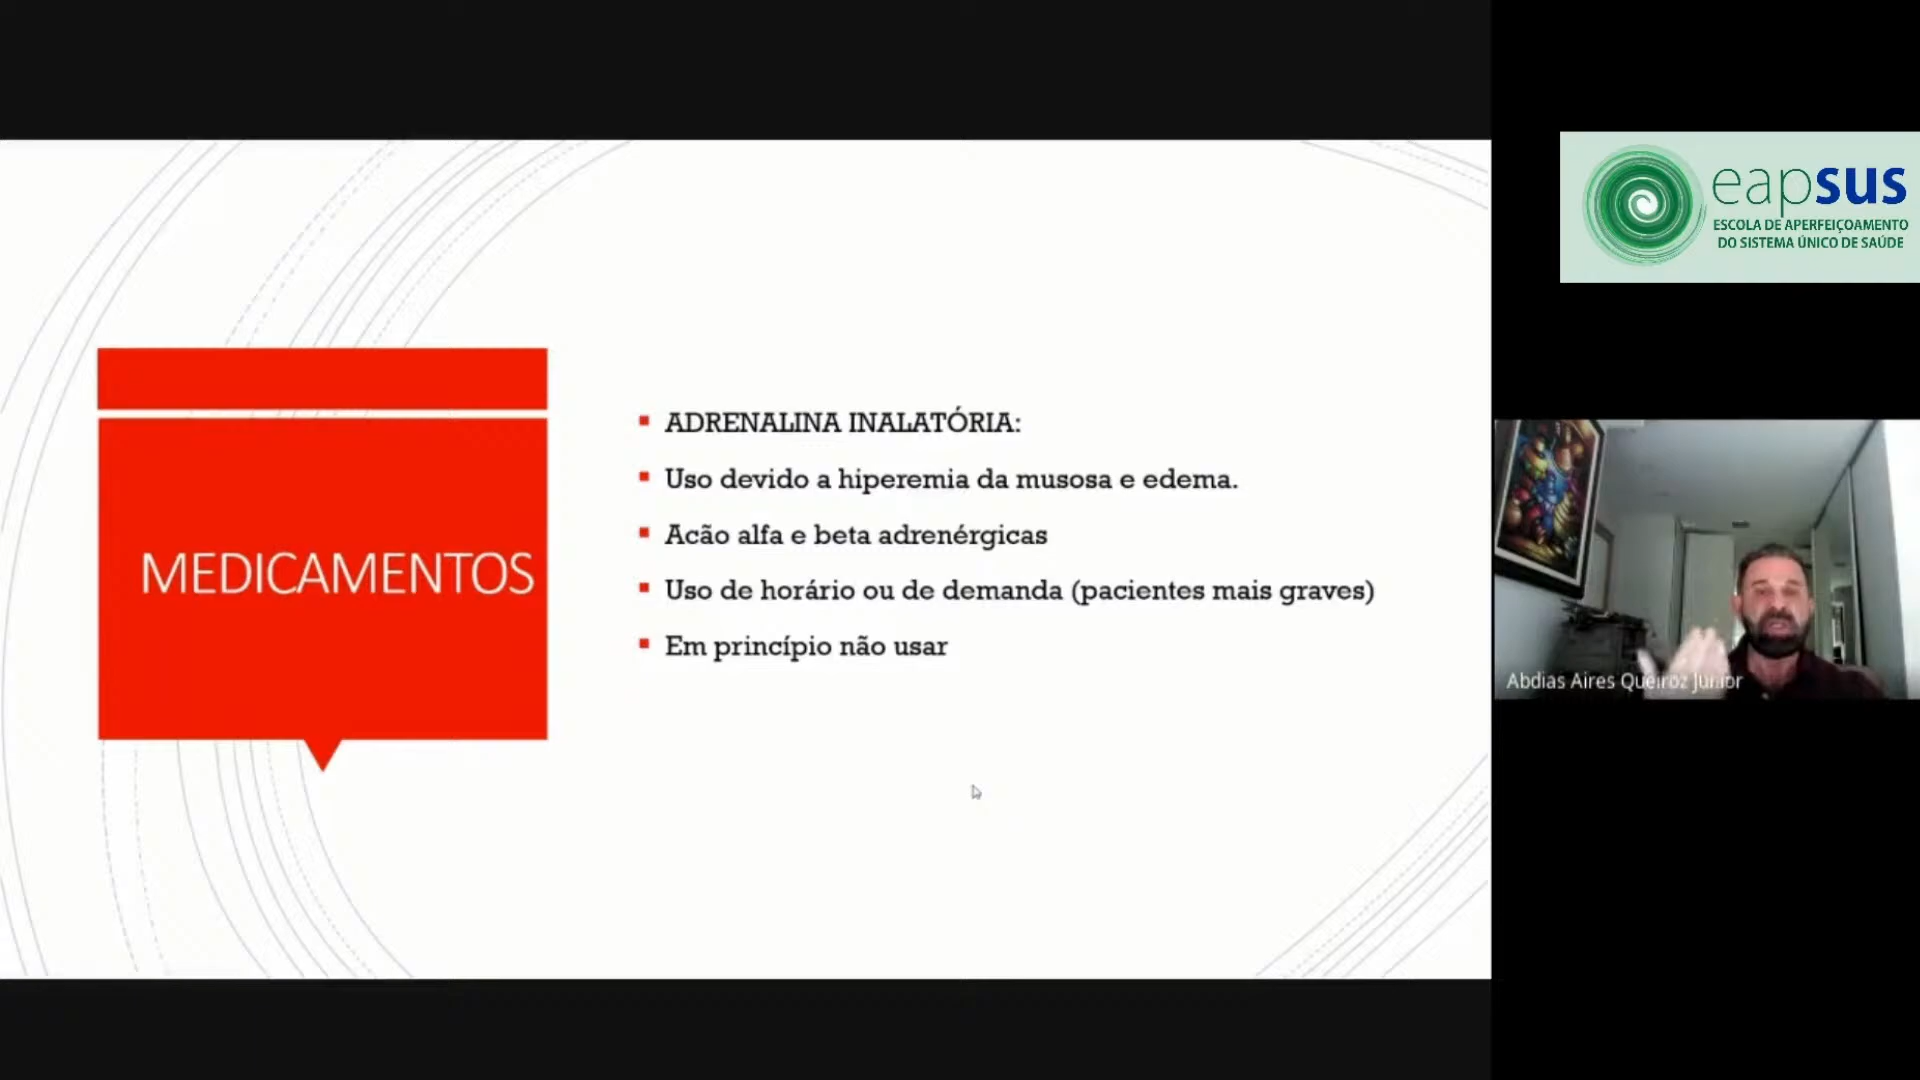 MEDICAMENTOS
ADRENALINA INALATÓRIA:
Uso devido a hiperemia da musosa e edema.
Acão alfa e beta adrenérgicas
Uso de horário ou de demanda (pacientes mais graves)
Em princípio não usar
eapsus
ESCOLA DE APERFEIÇOAMENTO
DO SISTEMA ÚNICO DE SAÚDE
Abdias Aires Queiroz Junior